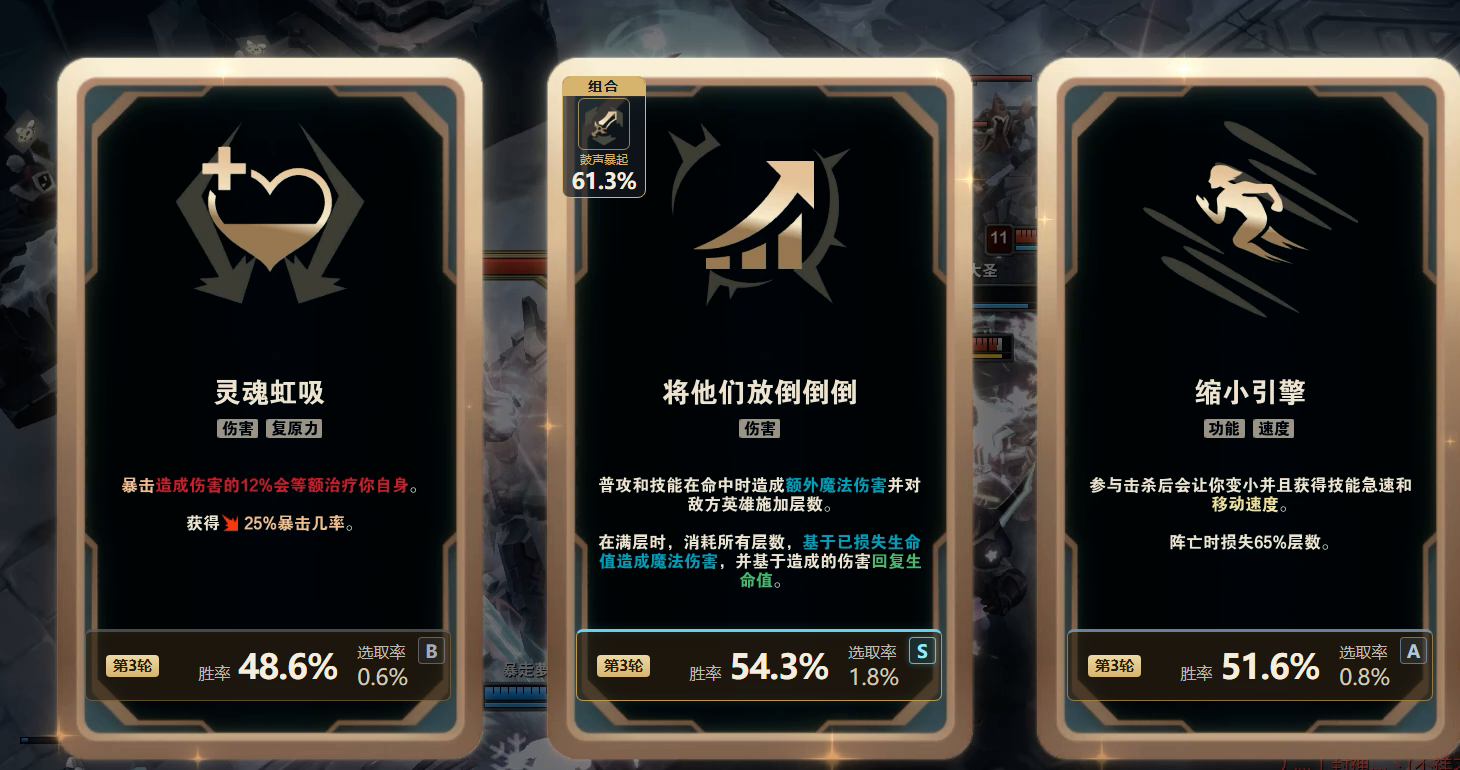 灵魂虹吸
伤害 复原力
暴击造成伤害的12%会等额治疗你自身。
获得 25%暴击几率。
第3轮 胜率 48.6% 选取率 0.6% B
组合
鼓声暴起
61.3%
将他们放倒倒倒
伤害
普攻和技能在命中时造成额外魔法伤害并对
敌方英雄施加层数。
在满层时，消耗所有层数，基于已损失生命
值造成魔法伤害，并基于造成的伤害回复生
命值。
第3轮 胜率 54.3% 选取率 1.8% S
11
大圣
缩小引擎
功能 速度
参与击杀后会让你变小并且获得技能急速和
移动速度。
阵亡时损失65%层数。
第3轮 胜率 51.6% 选取率 0.8% A
暴走